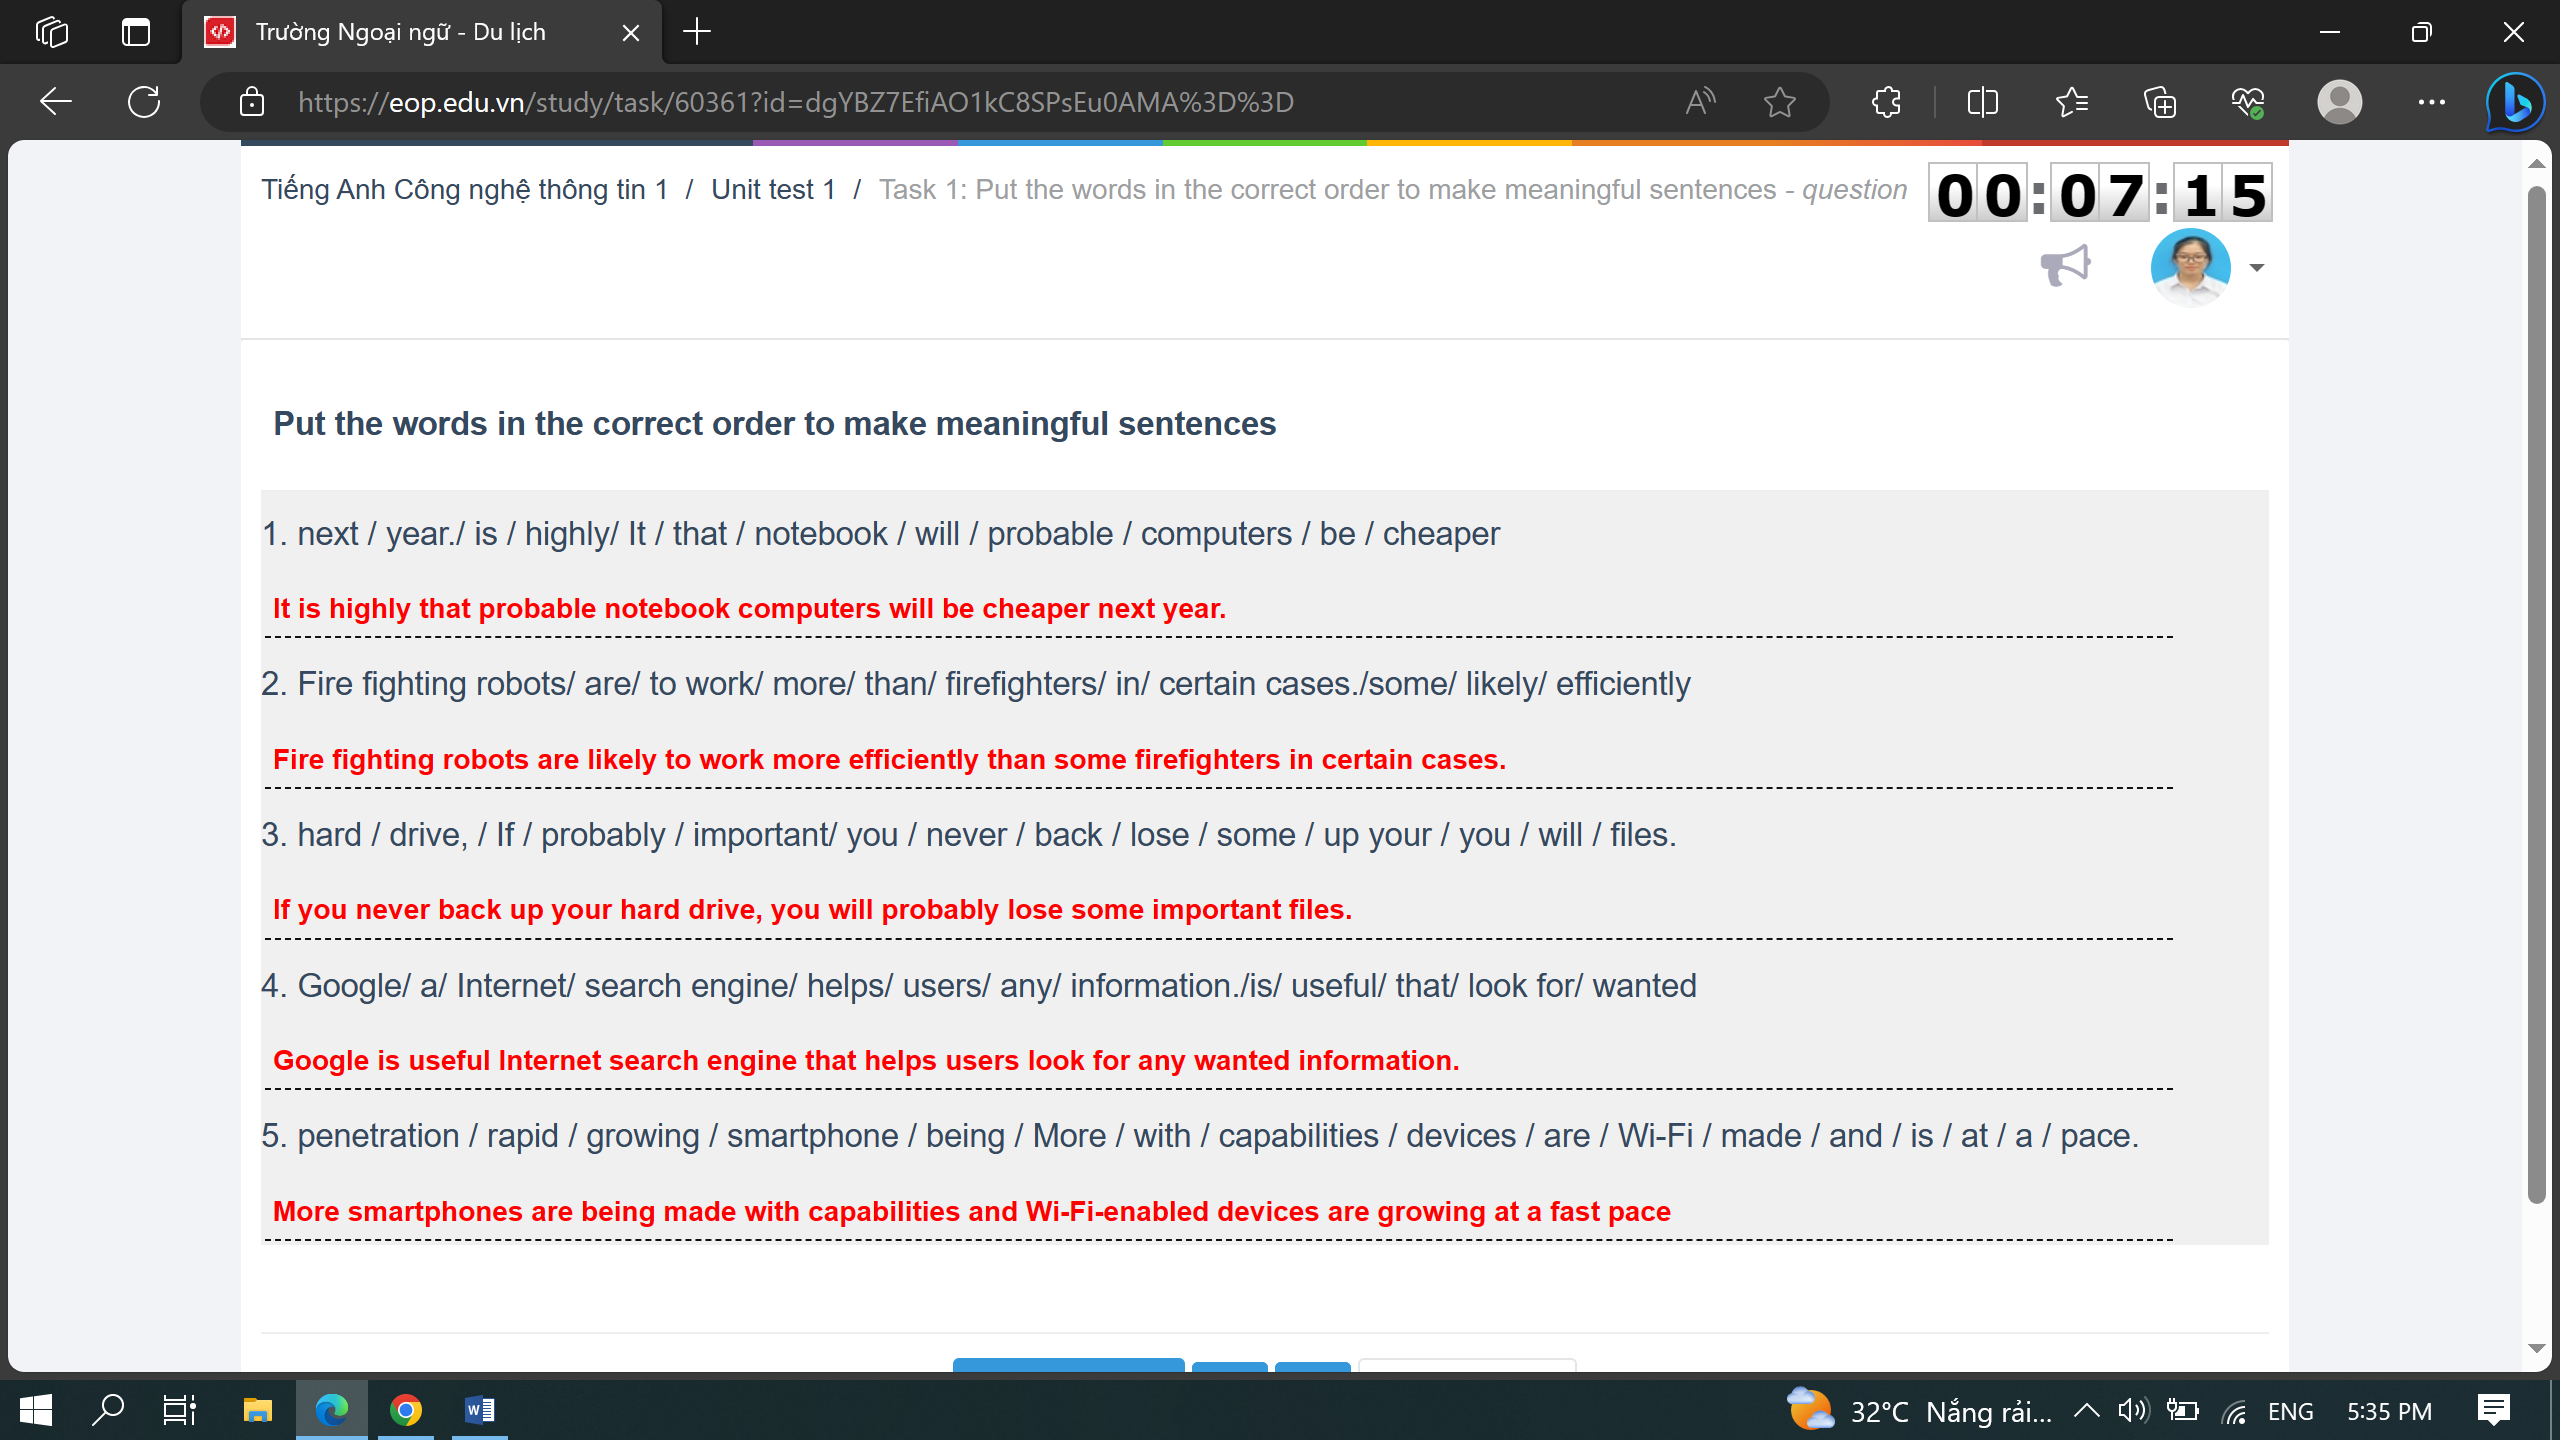 Trường Ngoại ngữ - Du lịch
https://eop.edu.vn/study/task/60361?id=dgYBZ7EfiAO1kC8SPsEu0AMA%3D%3D
Tiếng Anh Công nghệ thông tin 1 / Unit test 1 / Task 1: Put the words in the correct order to make meaningful sentences - question
00:07:15
Put the words in the correct order to make meaningful sentences
1. next / year./ is / highly/ It / that / notebook / will / probable / computers / be / cheaper
It is highly that probable notebook computers will be cheaper next year.
2. Fire fighting robots/ are/ to work/ more/ than/ firefighters/ in/ certain cases./some/ likely/ efficiently
Fire fighting robots are likely to work more efficiently than some firefighters in certain cases.
3. hard / drive, / If / probably / important/ you / never / back / lose / some / up your / you / will / files.
If you never back up your hard drive, you will probably lose some important files.
4. Google/ a/ Internet/ search engine/ helps/ users/ any/ information./is/ useful/ that/ look for/ wanted
Google is useful Internet search engine that helps users look for any wanted information.
5. penetration / rapid / growing / smartphone / being / More / with / capabilities / devices / are / Wi-Fi / made / and / is / at / a / pace.
More smartphones are being made with capabilities and Wi-Fi-enabled devices are growing at a fast pace
32°C Nắng rải... ENG 5:35 PM